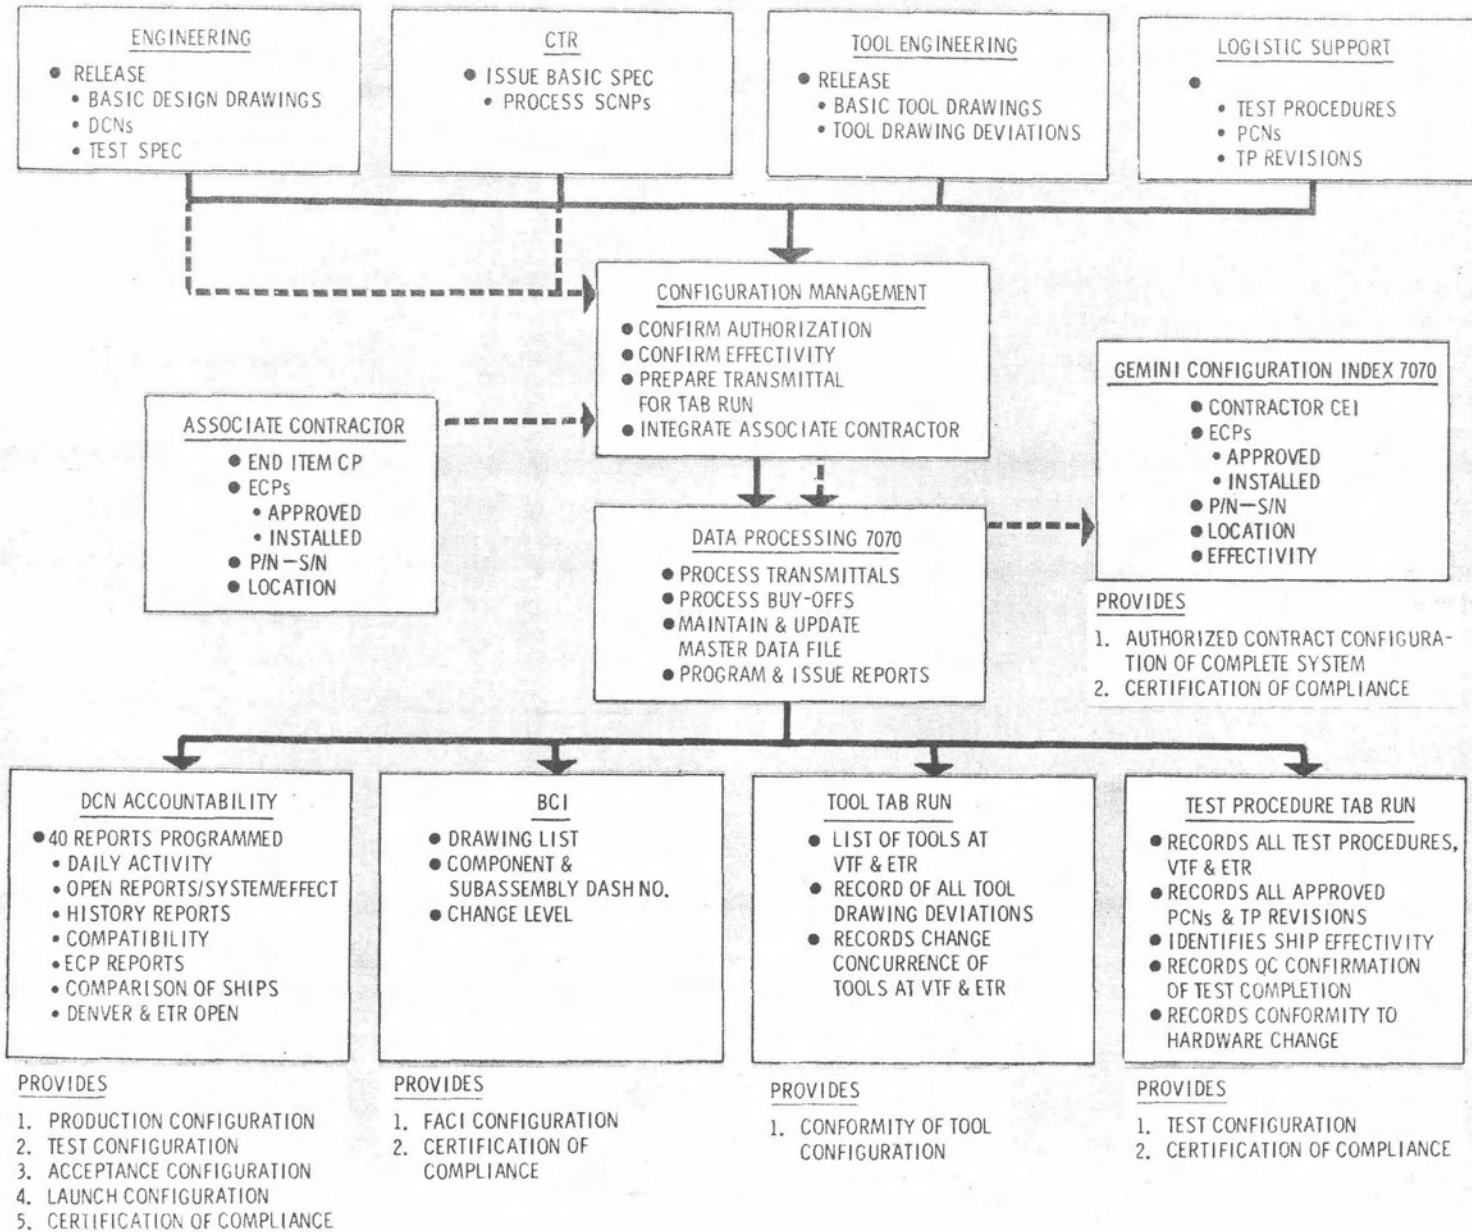 ENGINEERING
● RELEASE
• BASIC DESIGN DRAWINGS
• DCNs
• TEST SPEC
CTR
● ISSUE BASIC SPEC
• PROCESS SCNPs
TOOL ENGINEERING
● RELEASE
• BASIC TOOL DRAWINGS
• TOOL DRAWING DEVIATIONS
LOGISTIC SUPPORT
●
• TEST PROCEDURES
• PCNs
• TP REVISIONS
CONFIGURATION MANAGEMENT
● CONFIRM AUTHORIZATION
● CONFIRM EFFECTIVITY
● PREPARE TRANSMITTAL
FOR TAB RUN
● INTEGRATE ASSOCIATE CONTRACTOR
ASSOCIATE CONTRACTOR
● END ITEM CP
● ECPs
• APPROVED
• INSTALLED
● P/N—S/N
● LOCATION
GEMINI CONFIGURATION INDEX 7070
● CONTRACTOR CEI
● ECPs
• APPROVED
• INSTALLED
● P/N—S/N
● LOCATION
● EFFECTIVITY
PROVIDES
1. AUTHORIZED CONTRACT CONFIGURA-
TION OF COMPLETE SYSTEM
2. CERTIFICATION OF COMPLIANCE
DATA PROCESSING 7070
● PROCESS TRANSMITTALS
● PROCESS BUY-OFFS
● MAINTAIN & UPDATE
MASTER DATA FILE
● PROGRAM & ISSUE REPORTS
DCN ACCOUNTABILITY
● 40 REPORTS PROGRAMMED
• DAILY ACTIVITY
• OPEN REPORTS/SYSTEM/EFFECT
• HISTORY REPORTS
• COMPATIBILITY
• ECP REPORTS
• COMPARISON OF SHIPS
• DENVER & ETR OPEN
PROVIDES
1. PRODUCTION CONFIGURATION
2. TEST CONFIGURATION
3. ACCEPTANCE CONFIGURATION
4. LAUNCH CONFIGURATION
5. CERTIFICATION OF COMPLIANCE
BCI
● DRAWING LIST
● COMPONENT &
SUBASSEMBLY DASH NO.
● CHANGE LEVEL
PROVIDES
1. FACI CONFIGURATION
2. CERTIFICATION OF
COMPLIANCE
TOOL TAB RUN
● LIST OF TOOLS AT
VTF & ETR
● RECORD OF ALL TOOL
DRAWING DEVIATIONS
● RECORDS CHANGE
CONCURRENCE OF
TOOLS AT VTF & ETR
PROVIDES
1. CONFORMITY OF TOOL
CONFIGURATION
TEST PROCEDURE TAB RUN
● RECORDS ALL TEST PROCEDURES,
VTF & ETR
● RECORDS ALL APPROVED
PCNs & TP REVISIONS
● IDENTIFIES SHIP EFFECTIVITY
● RECORDS QC CONFIRMATION
OF TEST COMPLETION
● RECORDS CONFORMITY TO
HARDWARE CHANGE
PROVIDES
1. TEST CONFIGURATION
2. CERTIFICATION OF COMPLIANCE